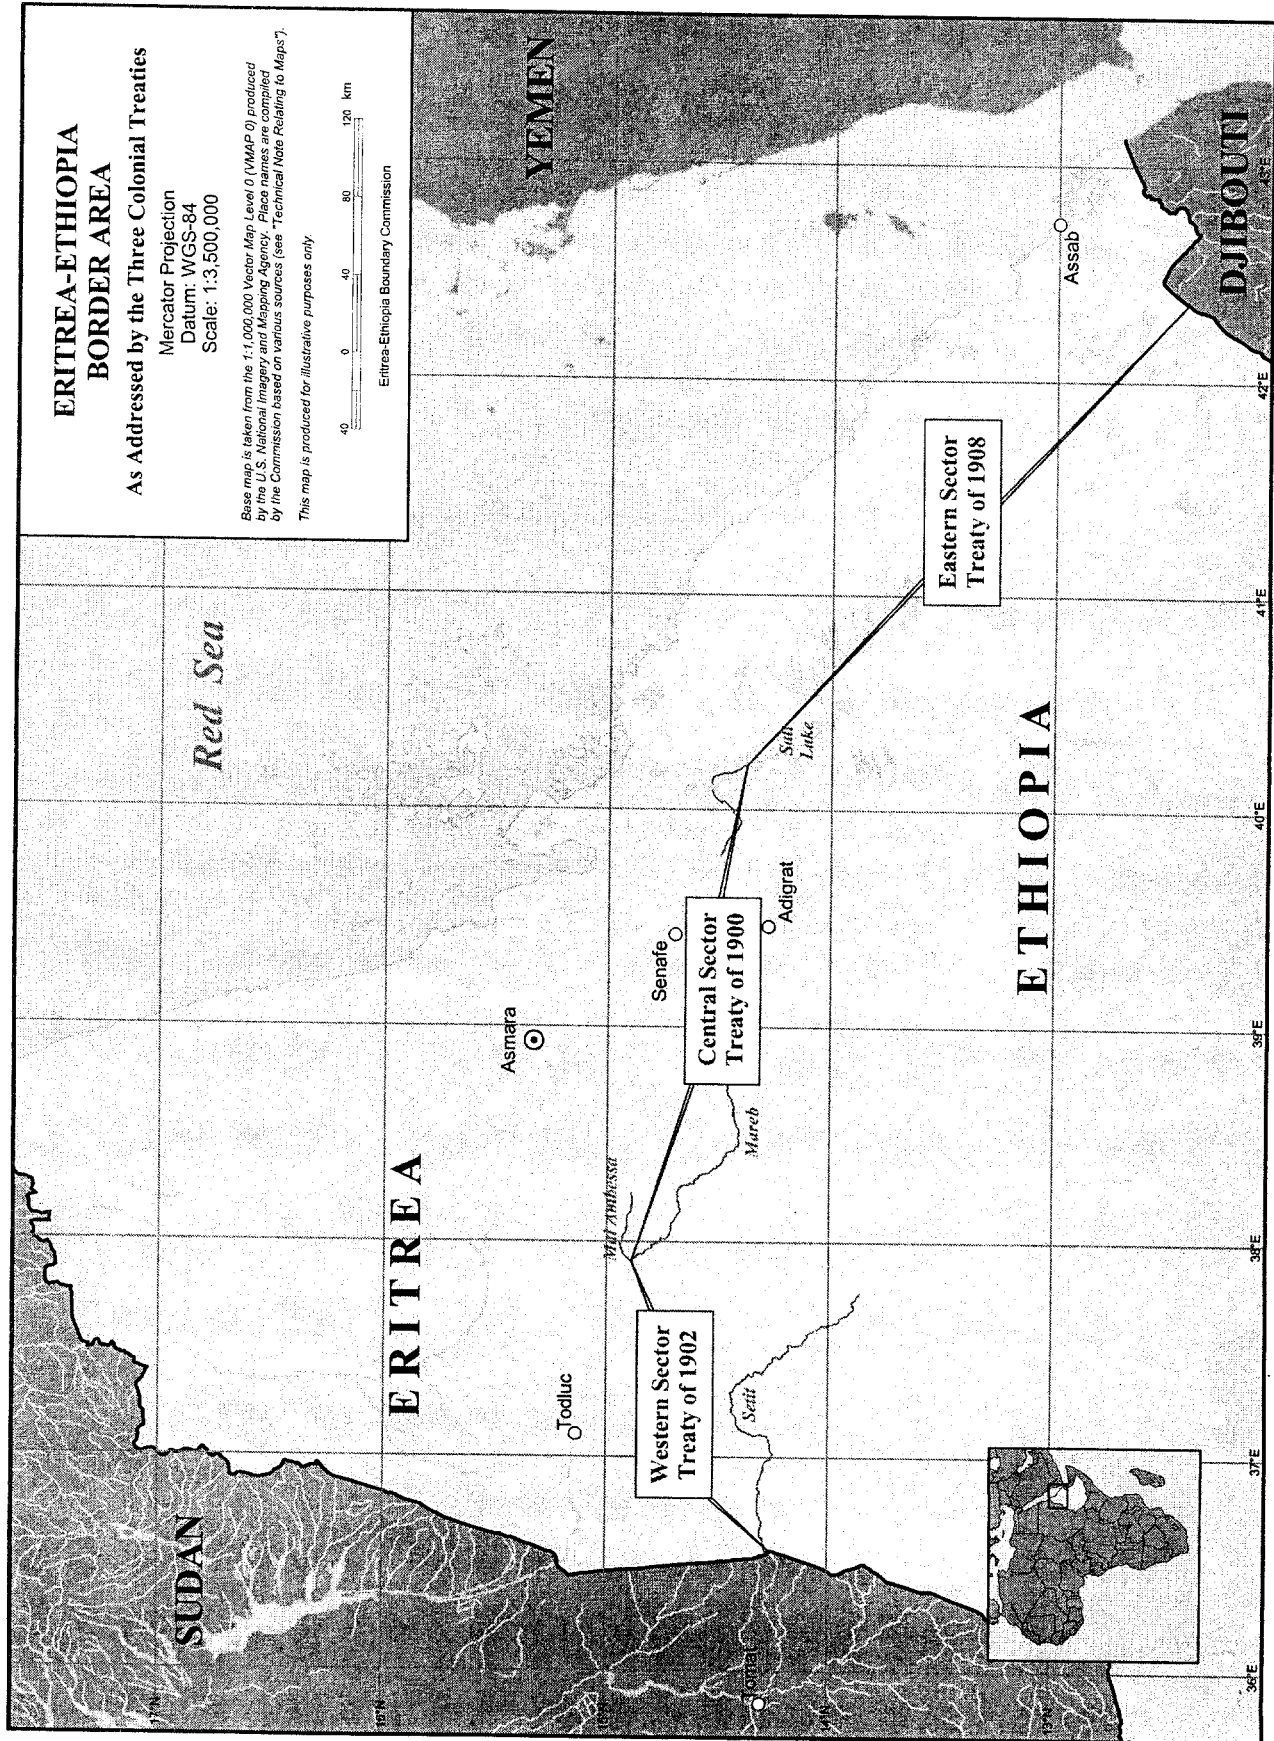 ERITREA-ETHIOPIA
BORDER AREA
As Addressed by the Three Colonial Treaties
Mercator Projection
Datum: WGS-84
Scale: 1:3,500,000
Base map is taken from the 1:1,000,000 Vector Map Level 0 (VMAP 0) produced
by the U.S. National Imagery and Mapping Agency. Place names are compiled
by the Commission based on various sources (see "Technical Note Relating to Maps").
This map is produced for illustrative purposes only.
40 0 40 80 120 km
Eritrea-Ethiopia Boundary Commission
SUDAN
Red Sea
YEMEN
ERITREA
Asmara
Todluc
Mai Ambessa
Senafe
Western Sector
Treaty of 1902
Central Sector
Treaty of 1900
Mareb
Setit
Tomat
Adigrat
Salt
Lake
Eastern Sector
Treaty of 1908
Assab
ETHIOPIA
DJIBOUTI
17°N
16°N
15°N
14°N
13°N
36°E
37°E
38°E
39°E
40°E
41°E
42°E
43°E